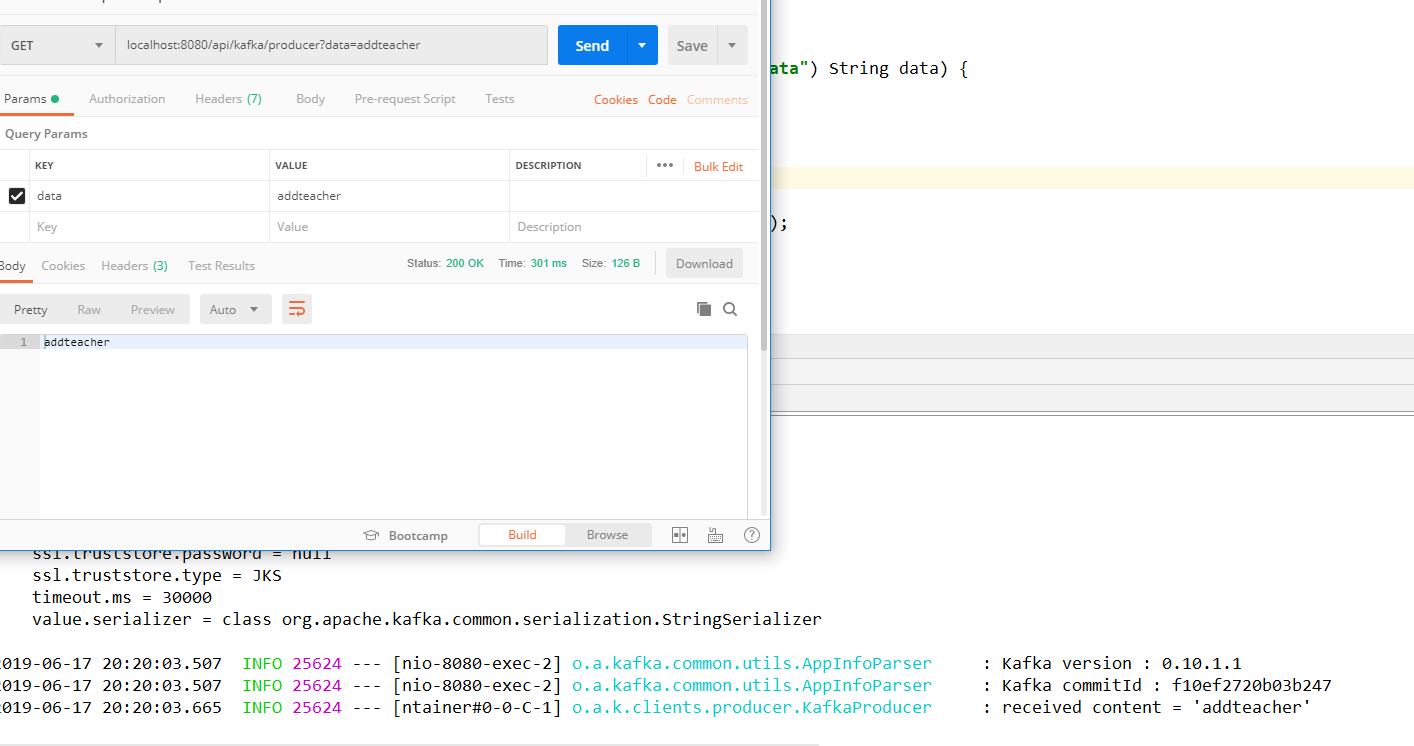 GET localhost:8080/api/kafka/producer?data=addteacher Send Save
ata") String data) {
Params Authorization Headers (7) Body Pre-request Script Tests Cookies Code Comments
Query Params
KEY VALUE DESCRIPTION ••• Bulk Edit
data addteacher
);
Key Value Description
Body Cookies Headers (3) Test Results Status: 200 OK Time: 301 ms Size: 126 B Download
Pretty Raw Preview Auto
1 addteacher
Bootcamp Build Browse ?
ssl.truststore.password = null
ssl.truststore.type = JKS
timeout.ms = 30000
value.serializer = class org.apache.kafka.common.serialization.StringSerializer
2019-06-17 20:20:03.507 INFO 25624 --- [nio-8080-exec-2] o.a.kafka.common.utils.AppInfoParser : Kafka version : 0.10.1.1
2019-06-17 20:20:03.507 INFO 25624 --- [nio-8080-exec-2] o.a.kafka.common.utils.AppInfoParser : Kafka commitId : f10ef2720b03b247
2019-06-17 20:20:03.665 INFO 25624 --- [ntainer#0-0-C-1] o.a.k.clients.producer.KafkaProducer : received content = 'addteacher'